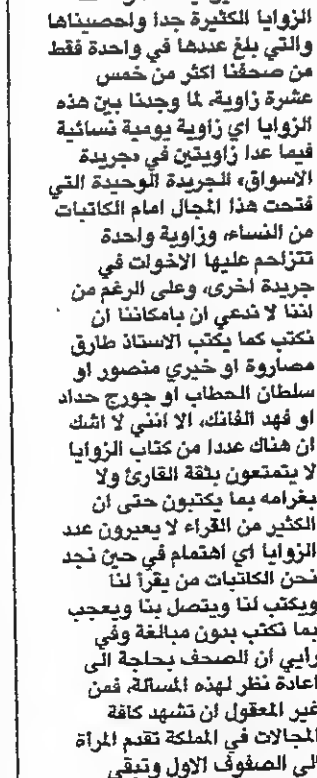 الزوايا الكثيرة جدا واحصيناها
والتي بلغ عددها في واحدة فقط
من صحفنا اكثر من خمس
عشرة زاوية، لما وجدنا بين هذه
الزوايا اي زاوية يومية نسائية
فيما عدا زاويتين في «جريدة
الاسواق» الجريدة الوحيدة التي
فتحت هذا المجال امام الكاتبات
من النساء، وزاوية واحدة
تتزاحم عليها الاخوات في
جريدة اخرى، وعلى الرغم من
اننا لا ندعي ان بامكاننا ان
نكتب كما يكتب الاستاذ طارق
مصاروة او خيري منصور او
سلطان الحطاب او جورج حداد
او فهد الفانك، الا انني لا اشك
ان هناك عددا من كتاب الزوايا
لا يتمتعون بثقة القارئ ولا
بغرامه بما يكتبون حتى ان
الكثير من القراء لا يعيرون عند
الزوايا اي اهتمام في حين نجد
نحن الكاتبات من يقرأ لنا
ويكتب لنا ويتصل بنا ويعجب
بما نكتب بدون مبالغة وفي
رايي ان الصحف بحاجة الى
اعادة نظر لهذه المسالة، فمن
غير المعقول ان تشهد كافة
المجالات في المملكة تقدم المرأة
الى الصفوف الاول وتبقى